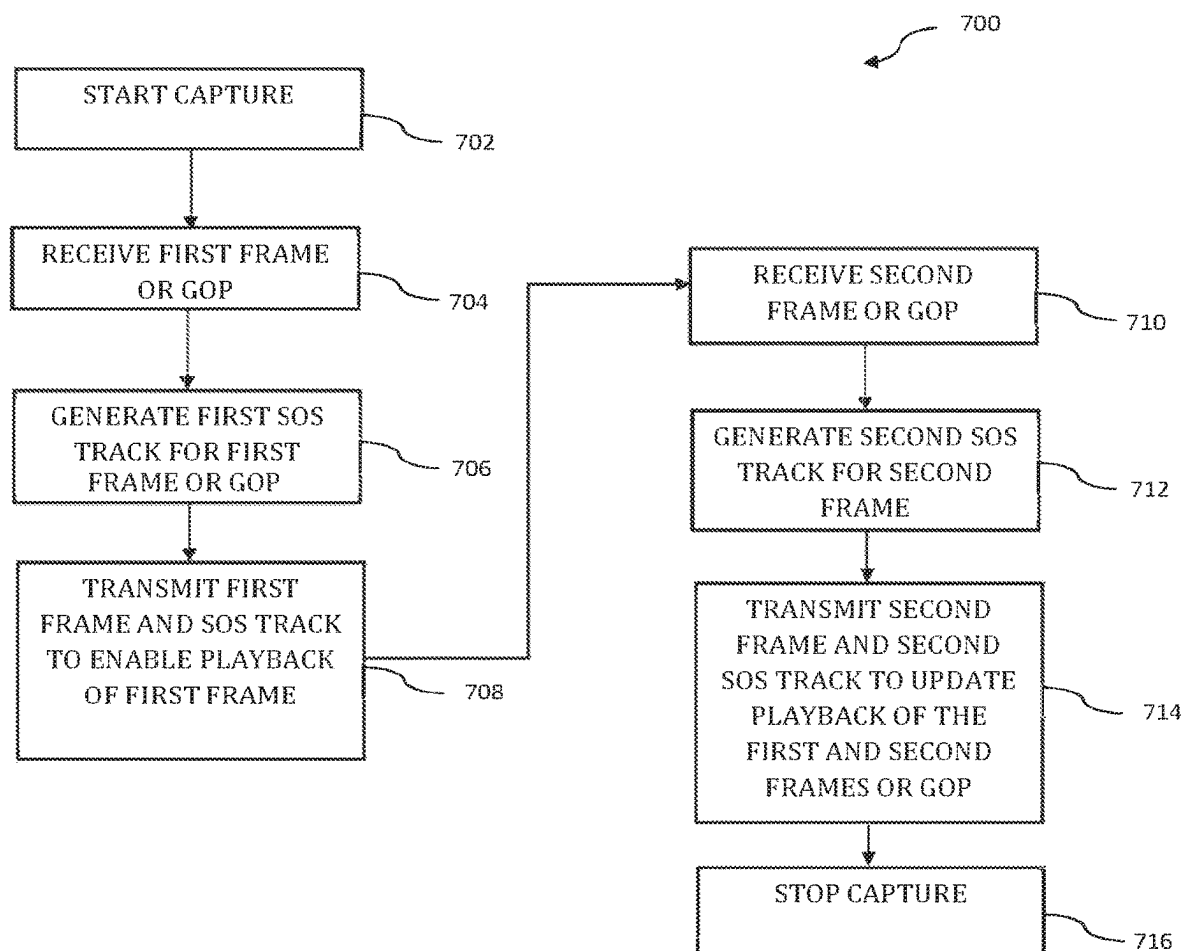 700
START CAPTURE
702
RECEIVE FIRST FRAME
OR GOP
704
GENERATE FIRST SOS
TRACK FOR FIRST
FRAME OR GOP
706
TRANSMIT FIRST
FRAME AND SOS TRACK
TO ENABLE PLAYBACK
OF FIRST FRAME
708
RECEIVE SECOND
FRAME OR GOP
710
GENERATE SECOND SOS
TRACK FOR SECOND
FRAME
712
TRANSMIT SECOND
FRAME AND SECOND
SOS TRACK TO UPDATE
PLAYBACK OF THE
FIRST AND SECOND
FRAMES OR GOP
714
STOP CAPTURE
716